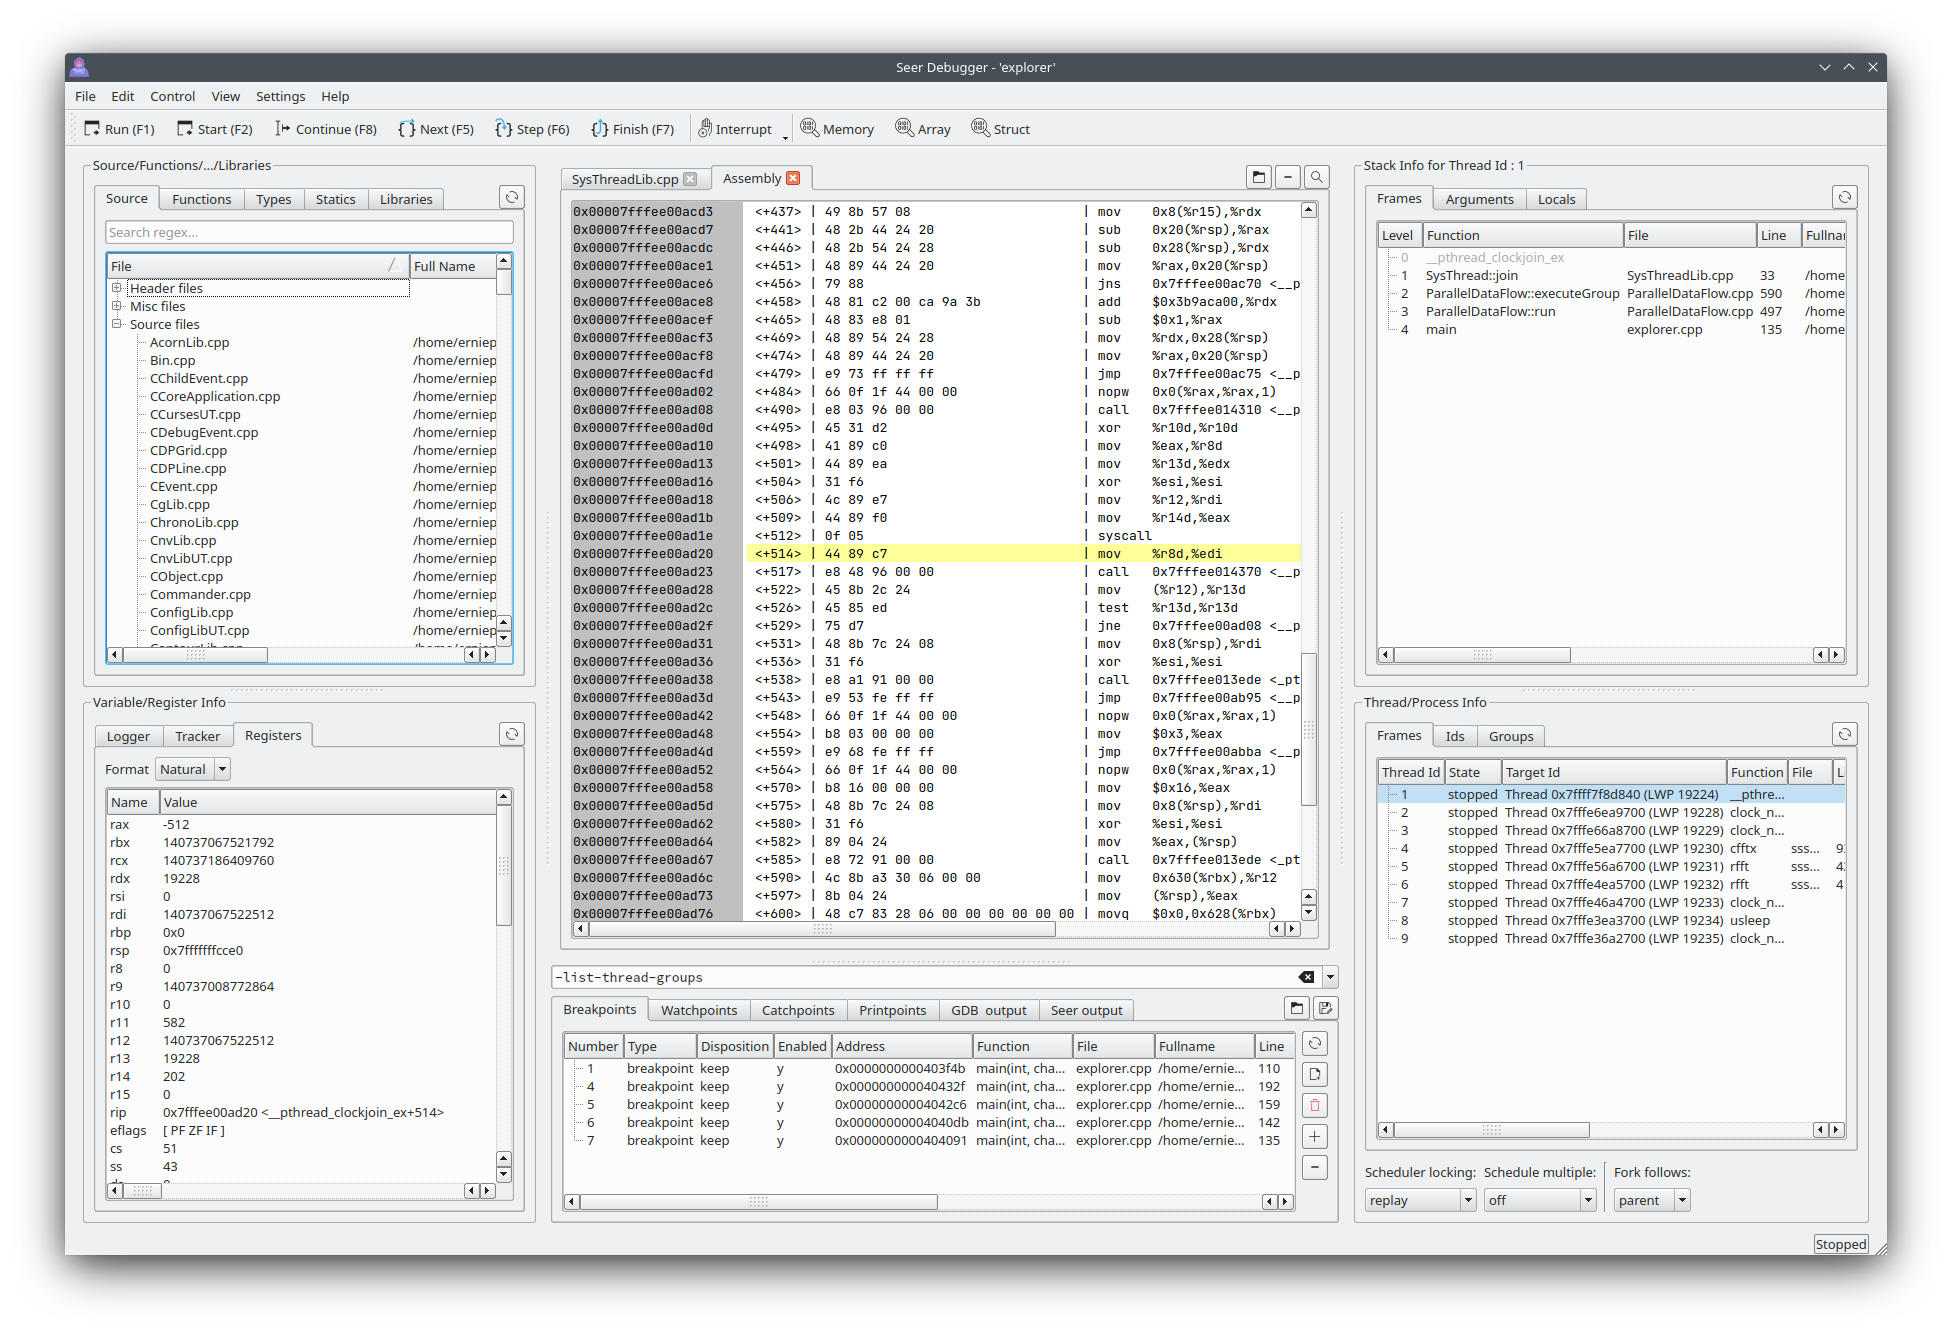 Seer Debugger - 'explorer'
File Edit Control View Settings Help
Run (F1) Start (F2) Continue (F8) Next (F5) Step (F6) Finish (F7) Interrupt Memory Array Struct
Source/Functions/.../Libraries
Source Functions Types Statics Libraries
Search regex...
File Full Name
Header files
Misc files
Source files
AcornLib.cpp /home/erniep
Bin.cpp /home/erniep
CChildEvent.cpp /home/erniep
CCoreApplication.cpp /home/erniep
CCursesUT.cpp /home/erniep
CDebugEvent.cpp /home/erniep
CDPGrid.cpp /home/erniep
CDPLine.cpp /home/erniep
CEvent.cpp /home/erniep
CgLib.cpp /home/erniep
ChronoLib.cpp /home/erniep
CnvLib.cpp /home/erniep
CnvLibUT.cpp /home/erniep
CObject.cpp /home/erniep
Commander.cpp /home/erniep
ConfigLib.cpp /home/erniep
ConfigLibUT.cpp /home/erniep
Variable/Register Info
Logger Tracker Registers
Format Natural
Name Value
rax -512
rbx 140737067521792
rcx 140737186409760
rdx 19228
rsi 0
rdi 140737067522512
rbp 0x0
rsp 0x7fffffffcce0
r8 0
r9 140737008772864
r10 0
r11 582
r12 140737067522512
r13 19228
r14 202
r15 0
rip 0x7fffee00ad20 <__pthread_clockjoin_ex+514>
eflags [ PF ZF IF ]
cs 51
ss 43
SysThreadLib.cpp Assembly
0x00007fffee00acd3 <+437> | 49 8b 57 08 | mov 0x8(%r15),%rdx
0x00007fffee00acd7 <+441> | 48 2b 44 24 20 | sub 0x20(%rsp),%rax
0x00007fffee00acdc <+446> | 48 2b 54 24 28 | sub 0x28(%rsp),%rdx
0x00007fffee00ace1 <+451> | 48 89 44 24 20 | mov %rax,0x20(%rsp)
0x00007fffee00ace6 <+456> | 79 88 | jns 0x7fffee00ac70 <__p
0x00007fffee00ace8 <+458> | 48 81 c2 00 ca 9a 3b | add $0x3b9aca00,%rdx
0x00007fffee00acef <+465> | 48 83 e8 01 | sub $0x1,%rax
0x00007fffee00acf3 <+469> | 48 89 54 24 28 | mov %rdx,0x28(%rsp)
0x00007fffee00acf8 <+474> | 48 89 44 24 20 | mov %rax,0x20(%rsp)
0x00007fffee00acfd <+479> | e9 73 ff ff ff | jmp 0x7fffee00ac75 <__p
0x00007fffee00ad02 <+484> | 66 0f 1f 44 00 00 | nopw 0x0(%rax,%rax,1)
0x00007fffee00ad08 <+490> | e8 03 96 00 00 | call 0x7fffee014310 <__p
0x00007fffee00ad0d <+495> | 45 31 d2 | xor %r10d,%r10d
0x00007fffee00ad10 <+498> | 41 89 c0 | mov %eax,%r8d
0x00007fffee00ad13 <+501> | 44 89 ea | mov %r13d,%edx
0x00007fffee00ad16 <+504> | 31 f6 | xor %esi,%esi
0x00007fffee00ad18 <+506> | 4c 89 e7 | mov %r12,%rdi
0x00007fffee00ad1b <+509> | 44 89 f0 | mov %r14d,%eax
0x00007fffee00ad1e <+512> | 0f 05 | syscall
0x00007fffee00ad20 <+514> | 44 89 c7 | mov %r8d,%edi
0x00007fffee00ad23 <+517> | e8 48 96 00 00 | call 0x7fffee014370 <__p
0x00007fffee00ad28 <+522> | 45 8b 2c 24 | mov (%r12),%r13d
0x00007fffee00ad2c <+526> | 45 85 ed | test %r13d,%r13d
0x00007fffee00ad2f <+529> | 75 d7 | jne 0x7fffee00ad08 <__p
0x00007fffee00ad31 <+531> | 48 8b 7c 24 08 | mov 0x8(%rsp),%rdi
0x00007fffee00ad36 <+536> | 31 f6 | xor %esi,%esi
0x00007fffee00ad38 <+538> | e8 a1 91 00 00 | call 0x7fffee013ede <_pt
0x00007fffee00ad3d <+543> | e9 53 fe ff ff | jmp 0x7fffee00ab95 <__p
0x00007fffee00ad42 <+548> | 66 0f 1f 44 00 00 | nopw 0x0(%rax,%rax,1)
0x00007fffee00ad48 <+554> | b8 03 00 00 00 | mov $0x3,%eax
0x00007fffee00ad4d <+559> | e9 68 fe ff ff | jmp 0x7fffee00abba <__p
0x00007fffee00ad52 <+564> | 66 0f 1f 44 00 00 | nopw 0x0(%rax,%rax,1)
0x00007fffee00ad58 <+570> | b8 16 00 00 00 | mov $0x16,%eax
0x00007fffee00ad5d <+575> | 48 8b 7c 24 08 | mov 0x8(%rsp),%rdi
0x00007fffee00ad62 <+580> | 31 f6 | xor %esi,%esi
0x00007fffee00ad64 <+582> | 89 04 24 | mov %eax,(%rsp)
0x00007fffee00ad67 <+585> | e8 72 91 00 00 | call 0x7fffee013ede <_pt
0x00007fffee00ad6c <+590> | 4c 8b a3 30 06 00 00 | mov 0x630(%rbx),%r12
0x00007fffee00ad73 <+597> | 8b 04 24 | mov (%rsp),%eax
0x00007fffee00ad76 <+600> | 48 c7 83 28 06 00 00 00 00 00 00 | movq $0x0,0x628(%rbx)
-list-thread-groups
Breakpoints Watchpoints Catchpoints Printpoints GDB output Seer output
Number Type Disposition Enabled Address Function File Fullname Line
1 breakpoint keep y 0x0000000000403f4b main(int, cha... explorer.cpp /home/ernie... 110
4 breakpoint keep y 0x000000000040432f main(int, cha... explorer.cpp /home/ernie... 192
5 breakpoint keep y 0x00000000004042c6 main(int, cha... explorer.cpp /home/ernie... 159
6 breakpoint keep y 0x00000000004040db main(int, cha... explorer.cpp /home/ernie... 142
7 breakpoint keep y 0x0000000000404091 main(int, cha... explorer.cpp /home/ernie... 135
Stack Info for Thread Id : 1
Frames Arguments Locals
Level Function File Line Fullnar
0 __pthread_clockjoin_ex
1 SysThread::join SysThreadLib.cpp 33 /home
2 ParallelDataFlow::executeGroup ParallelDataFlow.cpp 590 /home
3 ParallelDataFlow::run ParallelDataFlow.cpp 497 /home
4 main explorer.cpp 135 /home
Thread/Process Info
Frames Ids Groups
Thread Id State Target Id Function File Li
1 stopped Thread 0x7ffff7f8d840 (LWP 19224) __pthre...
2 stopped Thread 0x7fffe6ea9700 (LWP 19228) clock_n...
3 stopped Thread 0x7fffe66a8700 (LWP 19229) clock_n...
4 stopped Thread 0x7fffe5ea7700 (LWP 19230) cfftx sss...
5 stopped Thread 0x7fffe56a6700 (LWP 19231) rfft sss...
6 stopped Thread 0x7fffe4ea5700 (LWP 19232) rfft sss...
7 stopped Thread 0x7fffe46a4700 (LWP 19233) clock_n...
8 stopped Thread 0x7fffe3ea3700 (LWP 19234) usleep
9 stopped Thread 0x7fffe36a2700 (LWP 19235) clock_n...
Scheduler locking: Schedule multiple: Fork follows:
replay off parent
Stopped